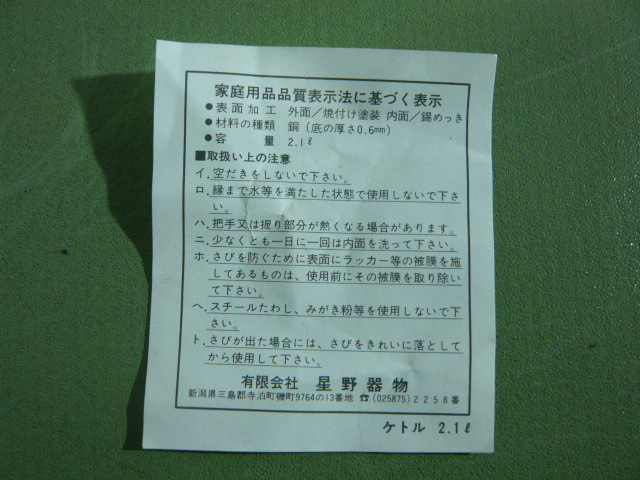 家庭用品品質表示法に基づく表示
●表面加工 外面／焼付け塗装 内面／錫めっき
●材料の種類 銅（底の厚さ0.6mm）
●容量 2.1ℓ
■取扱い上の注意
イ．空だきをしないで下さい。
ロ．縁まで水等を満たした状態で使用しないで下さ
い。
ハ．把手又は握り部分が熱くなる場合があります。
ニ．少なくとも一日に一回は内面を洗って下さい。
ホ．さびを防ぐために表面にラッカー等の被膜を施
してあるものは、使用前にその被膜を取り除い
て下さい。
ヘ．スチールたわし、みがき粉等を使用しないで下
さい。
ト．さびが出た場合には、さびをきれいに落として
から使用して下さい。
有限会社 星野器物
新潟県三島郡寺泊町磯町9764の13番地 ☎(025875)2258番
ケトル 2.1ℓ